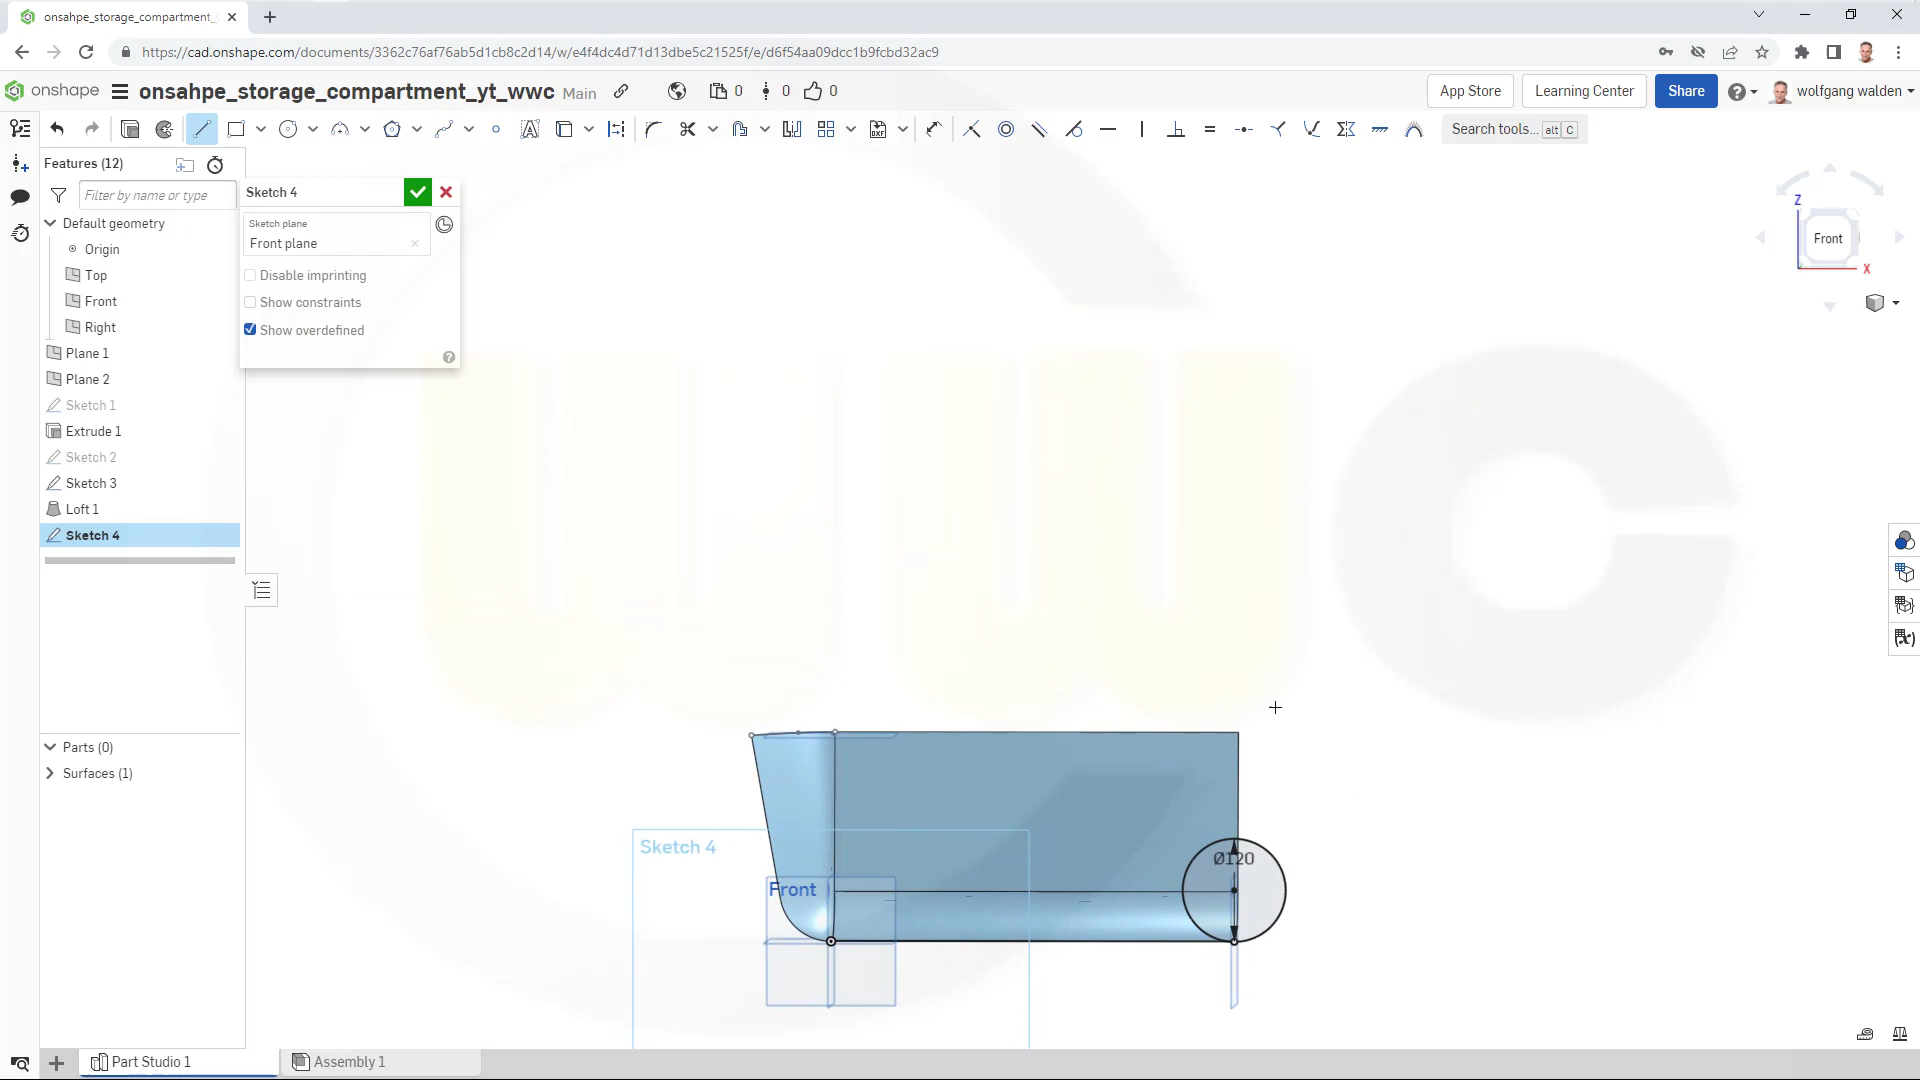 onsahpe_storage_compartment_
https://cad.onshape.com/documents/3362c76af76ab5d1cb8c2d14/w/e4f4dc4d71d13dbe5c21525f/e/d6f54aa09dcc1b9fcbd32ac9
onshape
onsahpe_storage_compartment_yt_wwc Main
0
0
0
App Store
Learning Center
Share
wolfgang walden
Search tools... alt C
Features (12)
Filter by name or type
Default geometry
Origin
Top
Front
Right
Plane 1
Plane 2
Sketch 1
Extrude 1
Sketch 2
Sketch 3
Loft 1
Sketch 4
Parts (0)
Surfaces (1)
Sketch 4
Sketch plane
Front plane
Disable imprinting
Show constraints
Show overdefined
Z
Front
X
wwc
Sketch 4
Front
Ø120
Part Studio 1
Assembly 1